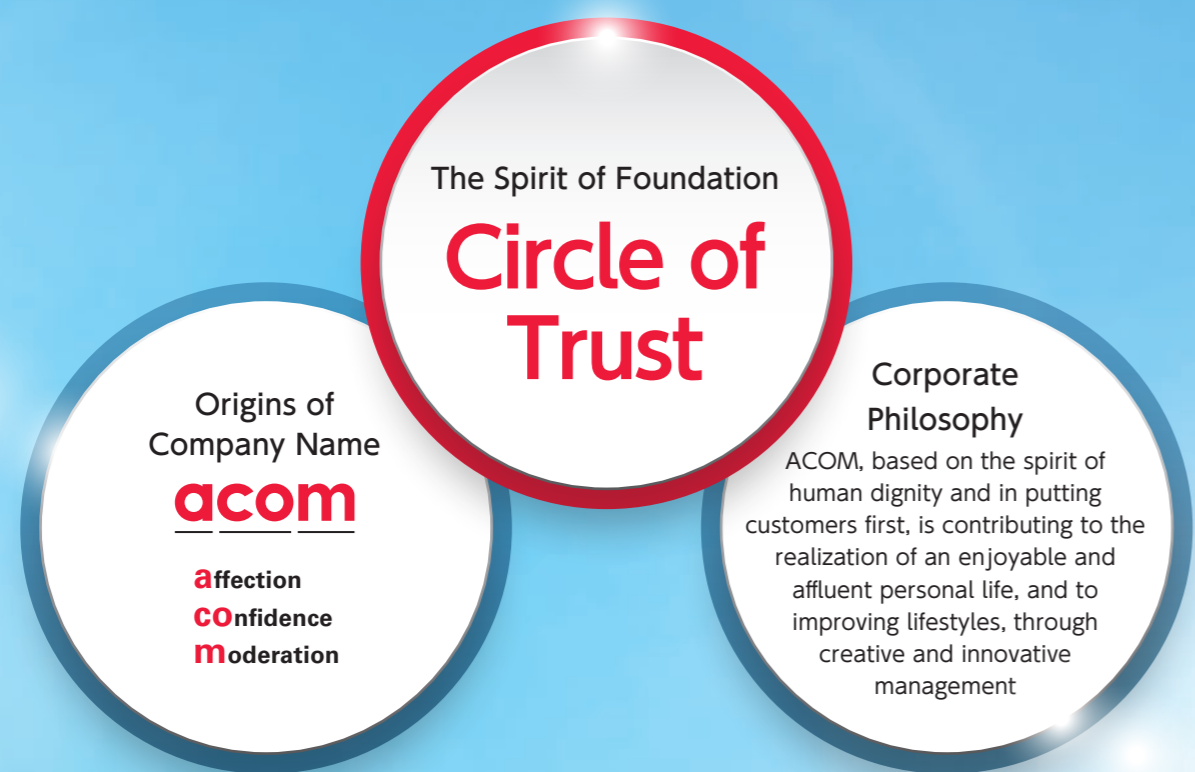 The Spirit of Foundation
Circle of
Trust
Origins of
Company Name
acom
affection
confidence
moderation
Corporate
Philosophy
ACOM, based on the spirit of
human dignity and in putting
customers first, is contributing to the
realization of an enjoyable and
affluent personal life, and to
improving lifestyles, through
creative and innovative
management